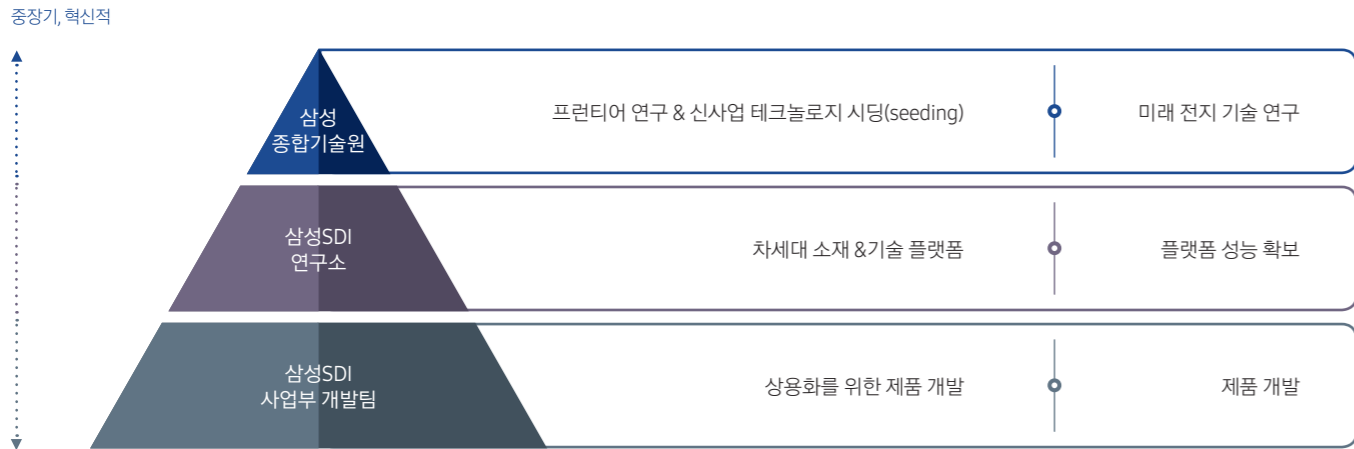 중장기, 혁신적
삼성
종합기술원
프런티어 연구 & 신사업 테크놀로지 시딩(seeding)
미래 전지 기술 연구
삼성SDI
연구소
차세대 소재 &기술 플랫폼
플랫폼 성능 확보
삼성SDI
사업부 개발팀
상용화를 위한 제품 개발
제품 개발